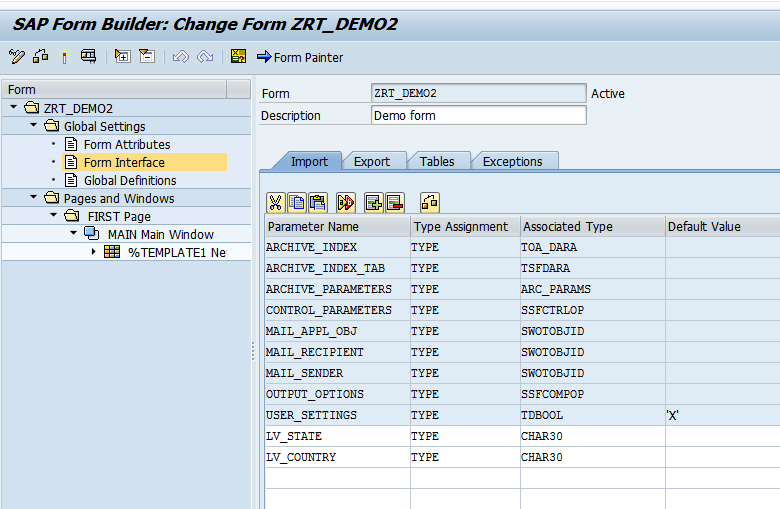 SAP Form Builder: Change Form ZRT_DEMO2
Form Painter
Form
ZRT_DEMO2
Global Settings
Form Attributes
Form Interface
Global Definitions
Pages and Windows
FIRST Page
MAIN Main Window
%TEMPLATE1 Ne
Form ZRT_DEMO2 Active
Description Demo form
Import Export Tables Exceptions
Parameter Name Type Assignment Associated Type Default Value
ARCHIVE_INDEX TYPE TOA_DARA
ARCHIVE_INDEX_TAB TYPE TSFDARA
ARCHIVE_PARAMETERS TYPE ARC_PARAMS
CONTROL_PARAMETERS TYPE SSFCTRLOP
MAIL_APPL_OBJ TYPE SWOTOBJID
MAIL_RECIPIENT TYPE SWOTOBJID
MAIL_SENDER TYPE SWOTOBJID
OUTPUT_OPTIONS TYPE SSFCOMPOP
USER_SETTINGS TYPE TDBOOL 'X'
LV_STATE TYPE CHAR30
LV_COUNTRY TYPE CHAR30